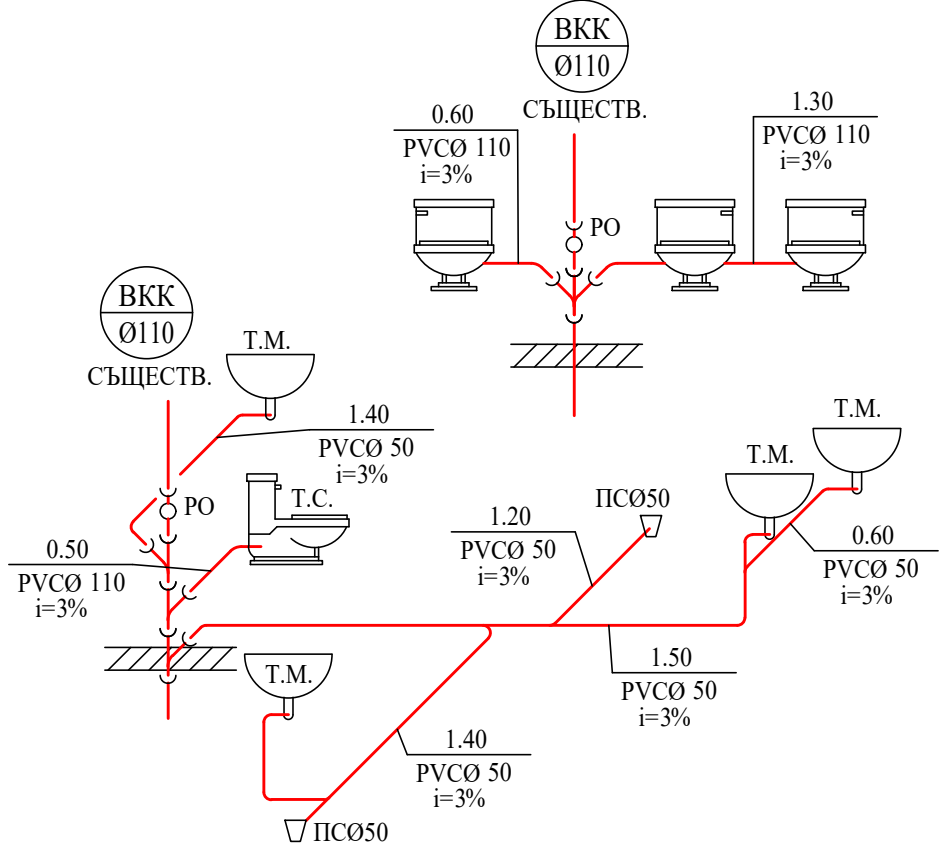 ВКК
Ø110
СЪЩЕСТВ.
0.60
PVCØ 110
i=3%
1.30
PVCØ 110
i=3%
РО
ВКК
Ø110
СЪЩЕСТВ.
Т.М.
1.40
PVCØ 50
i=3%
Т.М.
Т.М.
РО
Т.С.
ПСØ50
1.20
PVCØ 50
i=3%
0.60
PVCØ 50
i=3%
0.50
PVCØ 110
i=3%
Т.М.
1.50
PVCØ 50
i=3%
1.40
PVCØ 50
i=3%
ПСØ50